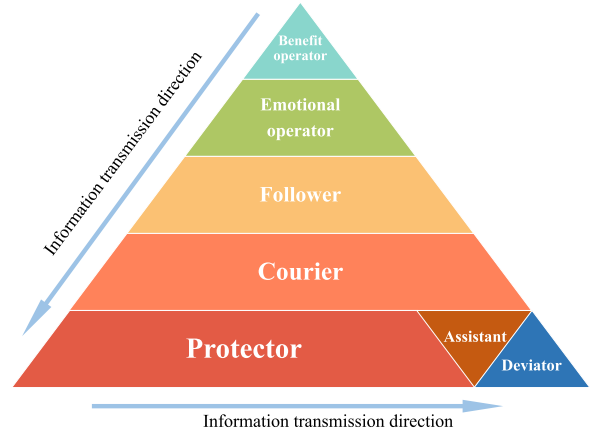 Benefit
operator
Emotional
operator
Information transmission direction
Follower
Courier
Protector
Assistant
Deviator
Information transmission direction